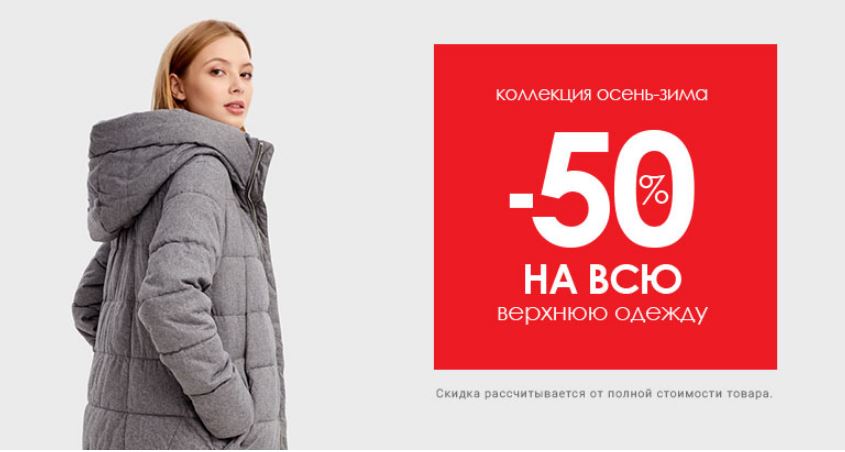 коллекция осень-зима
-50%
НА ВСЮ
верхнюю одежду
Скидка рассчитывается от полной стоимости товара.